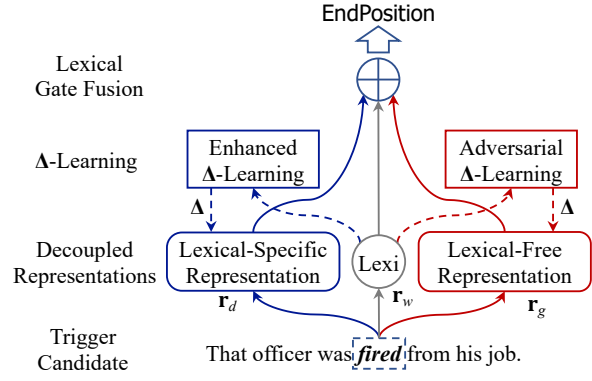 EndPosition
Lexical
Gate Fusion
Δ-Learning
Enhanced
Δ-Learning
Adversarial
Δ-Learning
Δ
Δ
Decoupled
Representations
Lexical-Specific
Representation
Lexi
Lexical-Free
Representation
r_d
r_w
r_g
Trigger
Candidate
That officer was fired from his job.